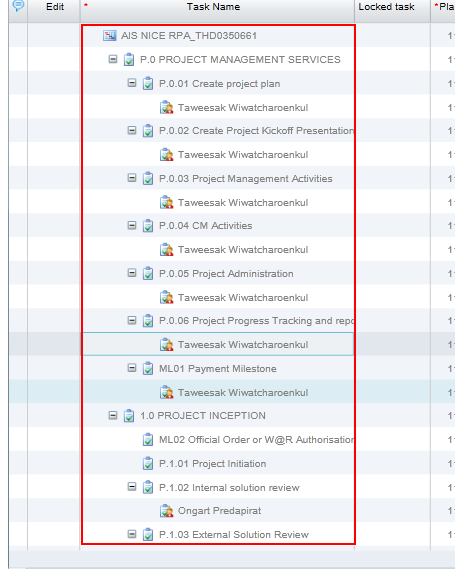 Edit * Task Name Locked task *Pla
AIS NICE RPA_THD0350661 1
P.0 PROJECT MANAGEMENT SERVICES 1
P.0.01 Create project plan 1
Taweesak Wiwatcharoenkul 1
P.0.02 Create Project Kickoff Presentation 1
Taweesak Wiwatcharoenkul 1
P.0.03 Project Management Activities 1
Taweesak Wiwatcharoenkul 1
P.0.04 CM Activities 1
Taweesak Wiwatcharoenkul 1
P.0.05 Project Administration 1
Taweesak Wiwatcharoenkul 1
P.0.06 Project Progress Tracking and repo 1
Taweesak Wiwatcharoenkul 1
ML01 Payment Milestone 1
Taweesak Wiwatcharoenkul 1
1.0 PROJECT INCEPTION 1
ML02 Official Order or W@R Authorisation 1
P.1.01 Project Initiation 1
P.1.02 Internal solution review 1
Ongart Predapirat 1
P.1.03 External Solution Review 1